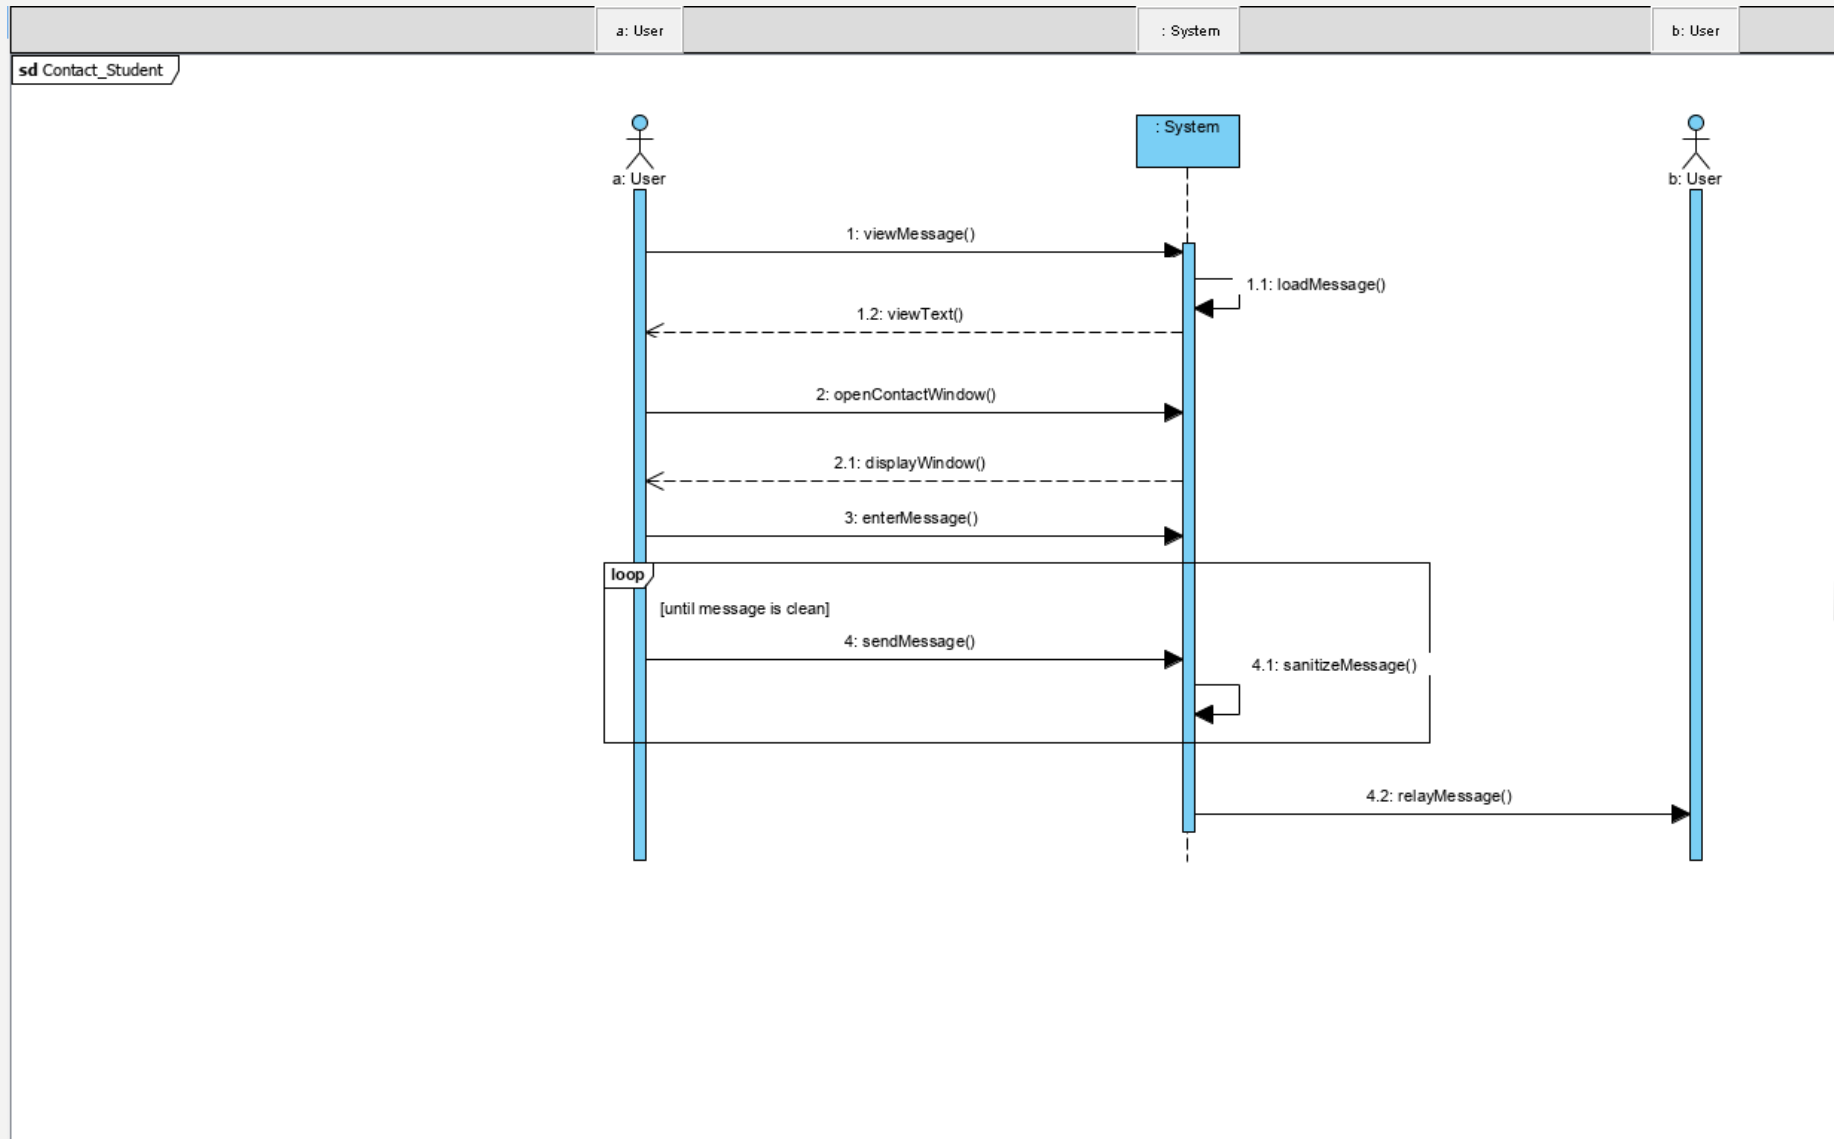 a: User
: System
b: User
sd Contact_Student
: System
a: User
b: User
1: viewMessage()
1.1: loadMessage()
1.2: viewText()
2: openContactWindow()
2.1: displayWindow()
3: enterMessage()
loop
[until message is clean]
4: sendMessage()
4.1: sanitizeMessage()
4.2: relayMessage()